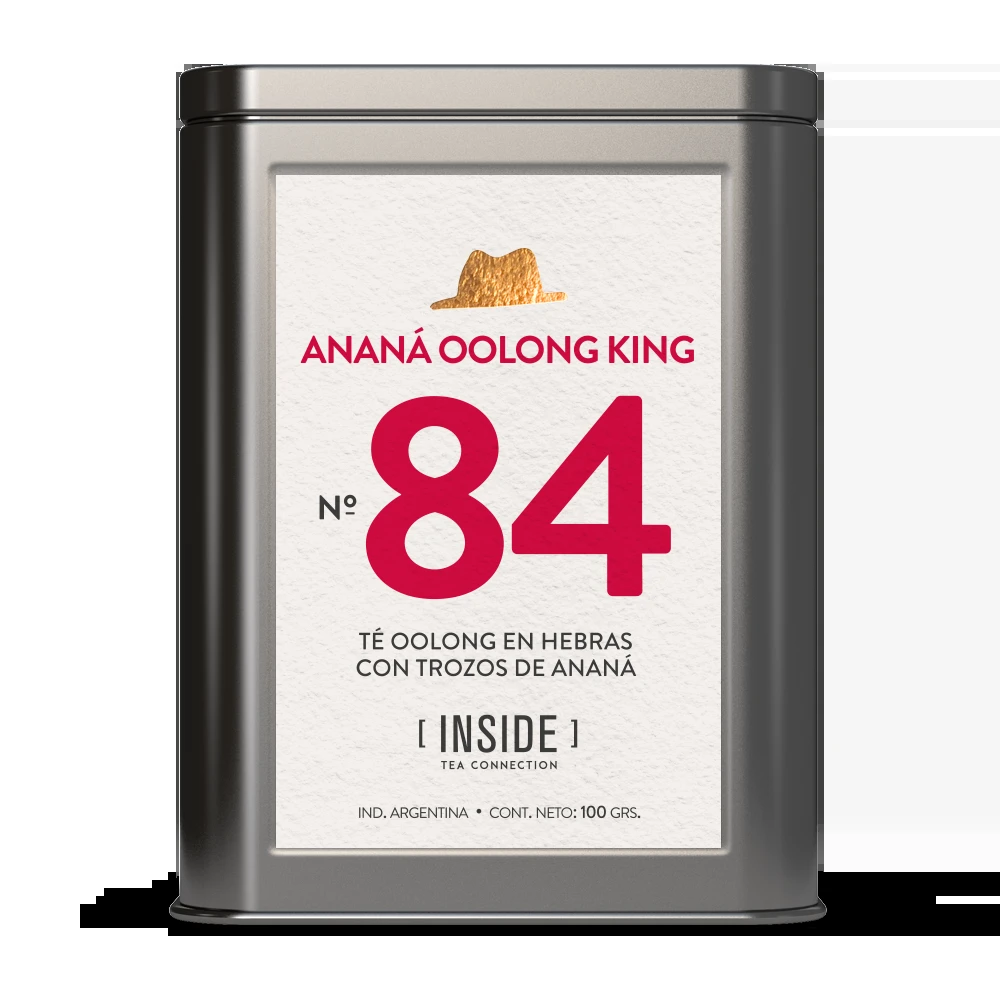 ANANÁ OOLONG KING
Nº 84
TÉ OOLONG EN HEBRAS
CON TROZOS DE ANANÁ
[ INSIDE ]
TEA CONNECTION
IND. ARGENTINA • CONT. NETO: 100 GRS.